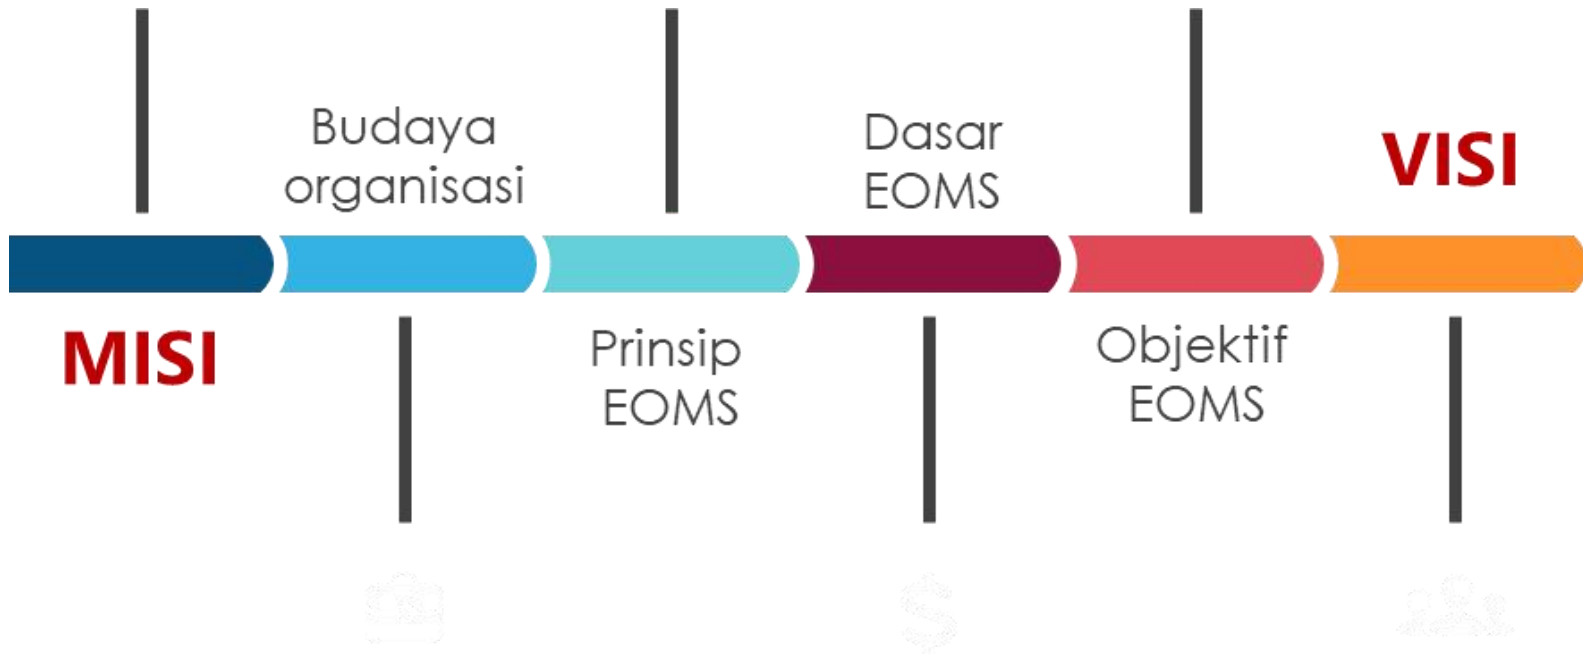 MISI
Budaya
organisasi
Prinsip
EOMS
Dasar
EOMS
Objektif
EOMS
VISI